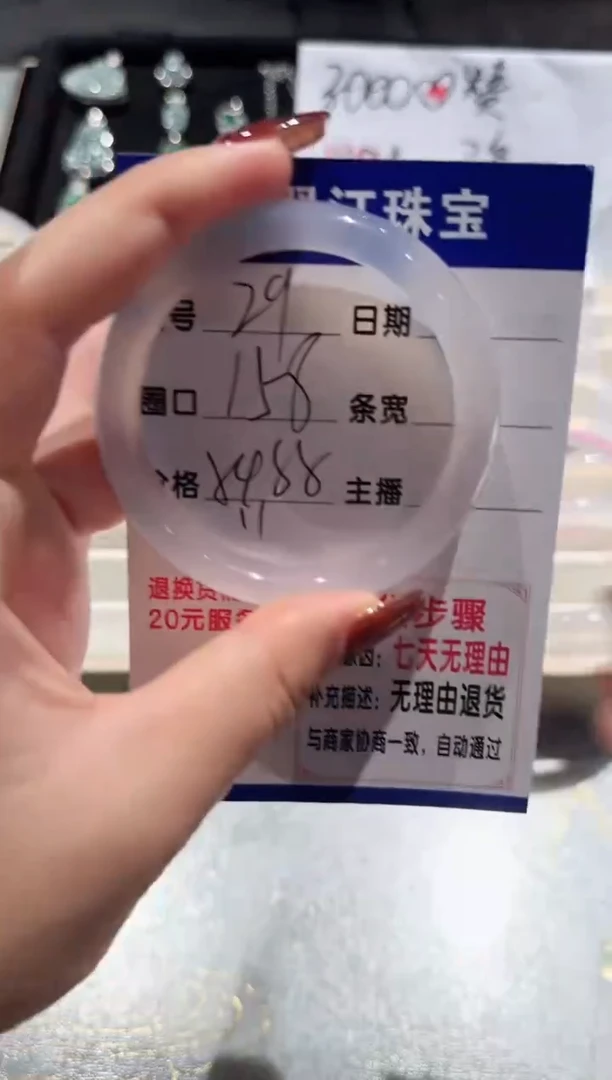 30000
江珠宝
号 29 日期
圈口 158 条宽
格 8488 主播
退换货
20元服务
步骤
七天无理由
补充描述：无理由退货
与商家协商一致，自动通过